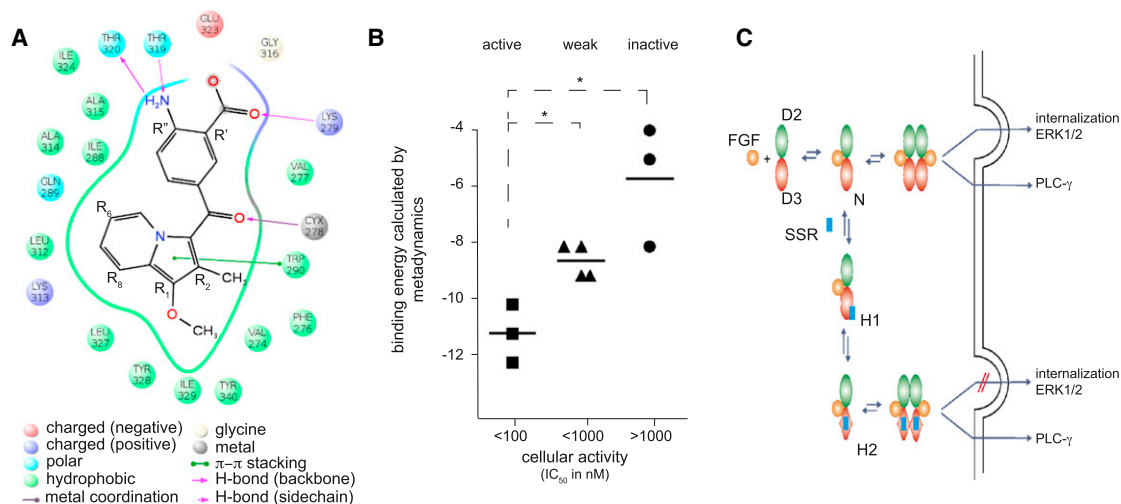 A
GLU
323
THR
320
THR
319
GLY
316
ILE
324
H₂N
O
O
ALA
315
LYS
279
R"
R'
ALA
314
ILE
288
VAL
277
GLN
289
R₆
O
CYX
278
N
LEU
312
TRP
290
R₈
R₂
CH₃
R₁
LYS
313
O
CH₃
PHE
276
LEU
327
VAL
274
TYR
328
ILE
329
TYR
340
charged (negative)
charged (positive)
polar
hydrophobic
metal coordination
glycine
metal
π–π stacking
H-bond (backbone)
H-bond (sidechain)
B
active
weak
inactive
*
*
binding energy calculated by
metadynamics
-4
-6
-8
-10
-12
<100
<1000
>1000
cellular activity
(IC₅₀ in nM)
C
D2
FGF
+
D3
N
internalization
ERK1/2
PLC-γ
SSR
H1
H2
internalization
ERK1/2
PLC-γ